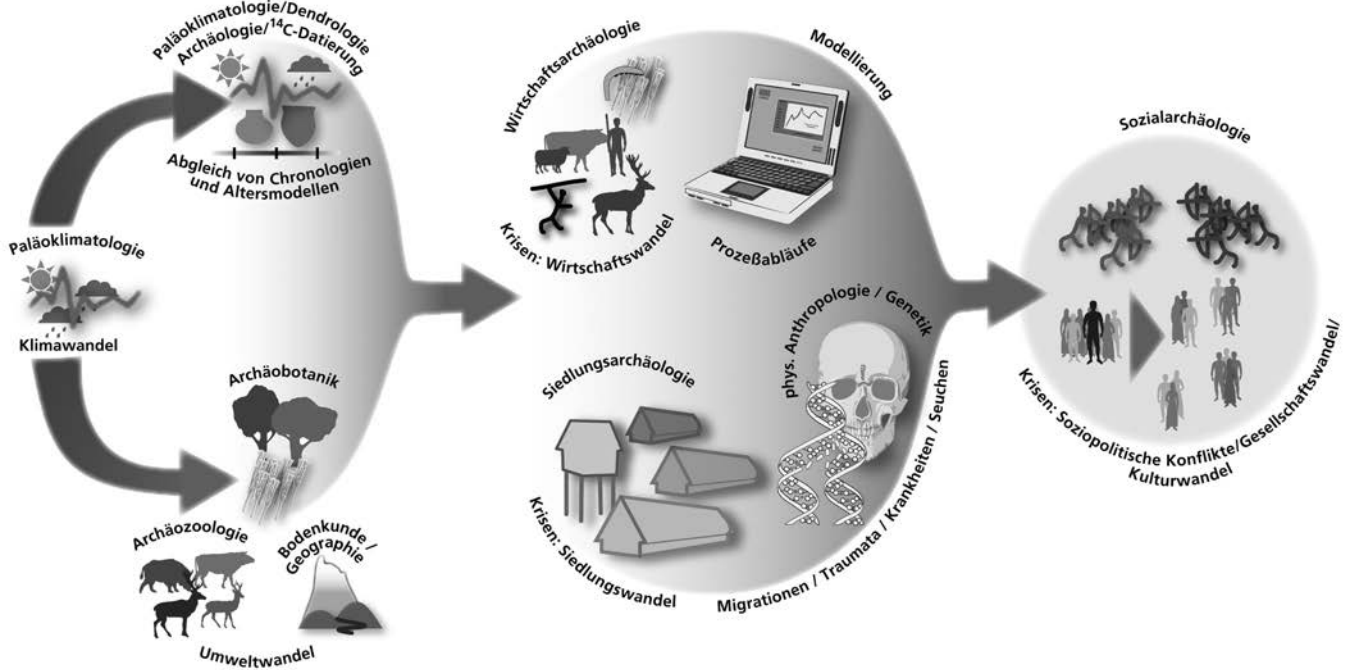 Paläoklimatologie/Dendrologie
Archäologie/¹⁴C-Datierung
Abgleich von Chronologien
und Altersmodellen
Paläoklimatologie
Klimawandel
Archäobotanik
Archäozoologie
Bodenkunde /
Geographie
Umweltwandel
Wirtschaftsarchäologie
Krisen: Wirtschaftswandel
Modellierung
Prozeßabläufe
Siedlungsarchäologie
Krisen: Siedlungswandel
phys. Anthropologie / Genetik
Migrationen / Traumata / Krankheiten / Seuchen
Sozialarchäologie
Krisen: Soziopolitische Konflikte/Gesellschaftswandel/
Kulturwandel